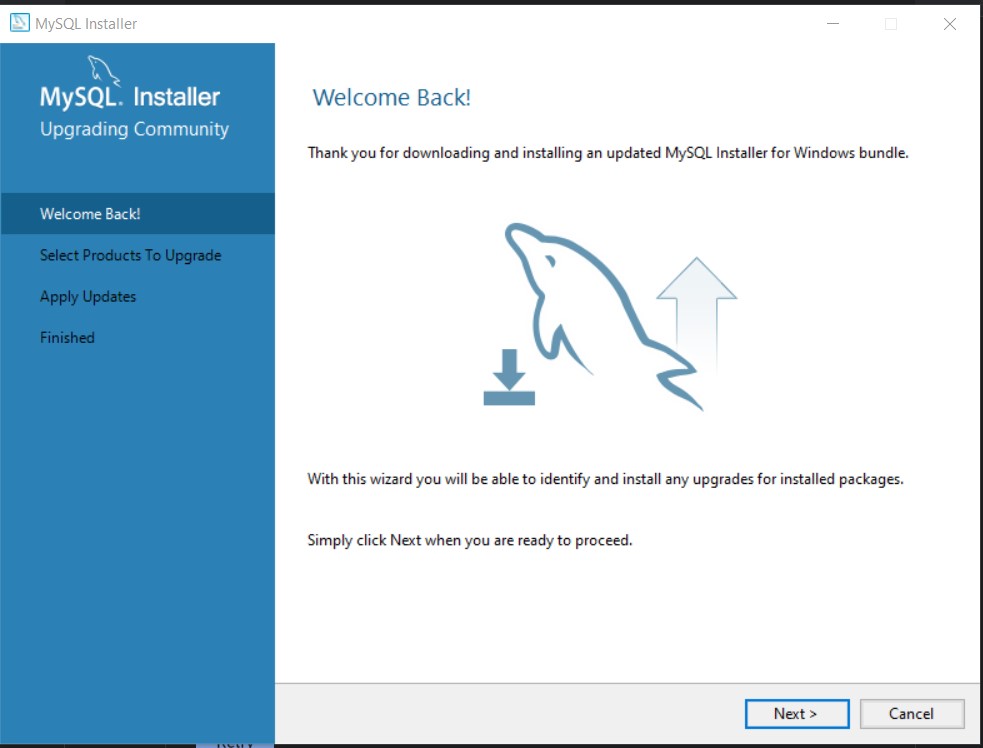 MySQL Installer
MySQL. Installer
Upgrading Community
Welcome Back!
Select Products To Upgrade
Apply Updates
Finished
Welcome Back!
Thank you for downloading and installing an updated MySQL Installer for Windows bundle.
With this wizard you will be able to identify and install any upgrades for installed packages.
Simply click Next when you are ready to proceed.
Next >
Cancel
Retry